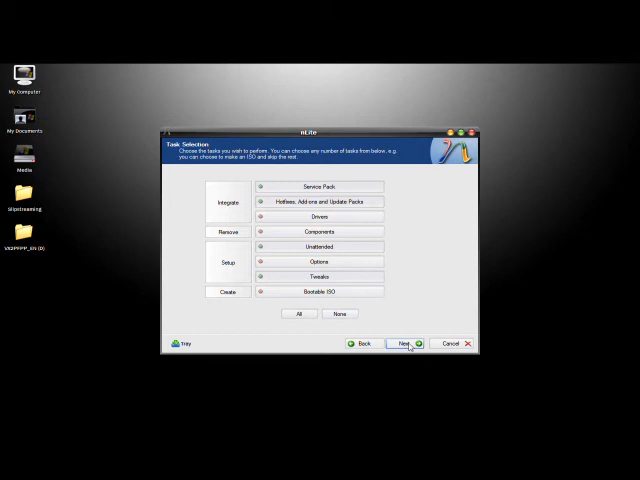 My Computer
My Documents
Media
Slipstreaming
VX2PFPP_EN (D)
nLite
Task Selection
Choose the tasks you wish to perform. You can choose any number of tasks from below, e.g.
you can choose to make an ISO and skip the rest.
Integrate
Service Pack
Hotfixes, Add-ons and Update Packs
Drivers
Remove
Components
Setup
Unattended
Options
Tweaks
Create
Bootable ISO
All
None
Tray
Back
Next
Cancel